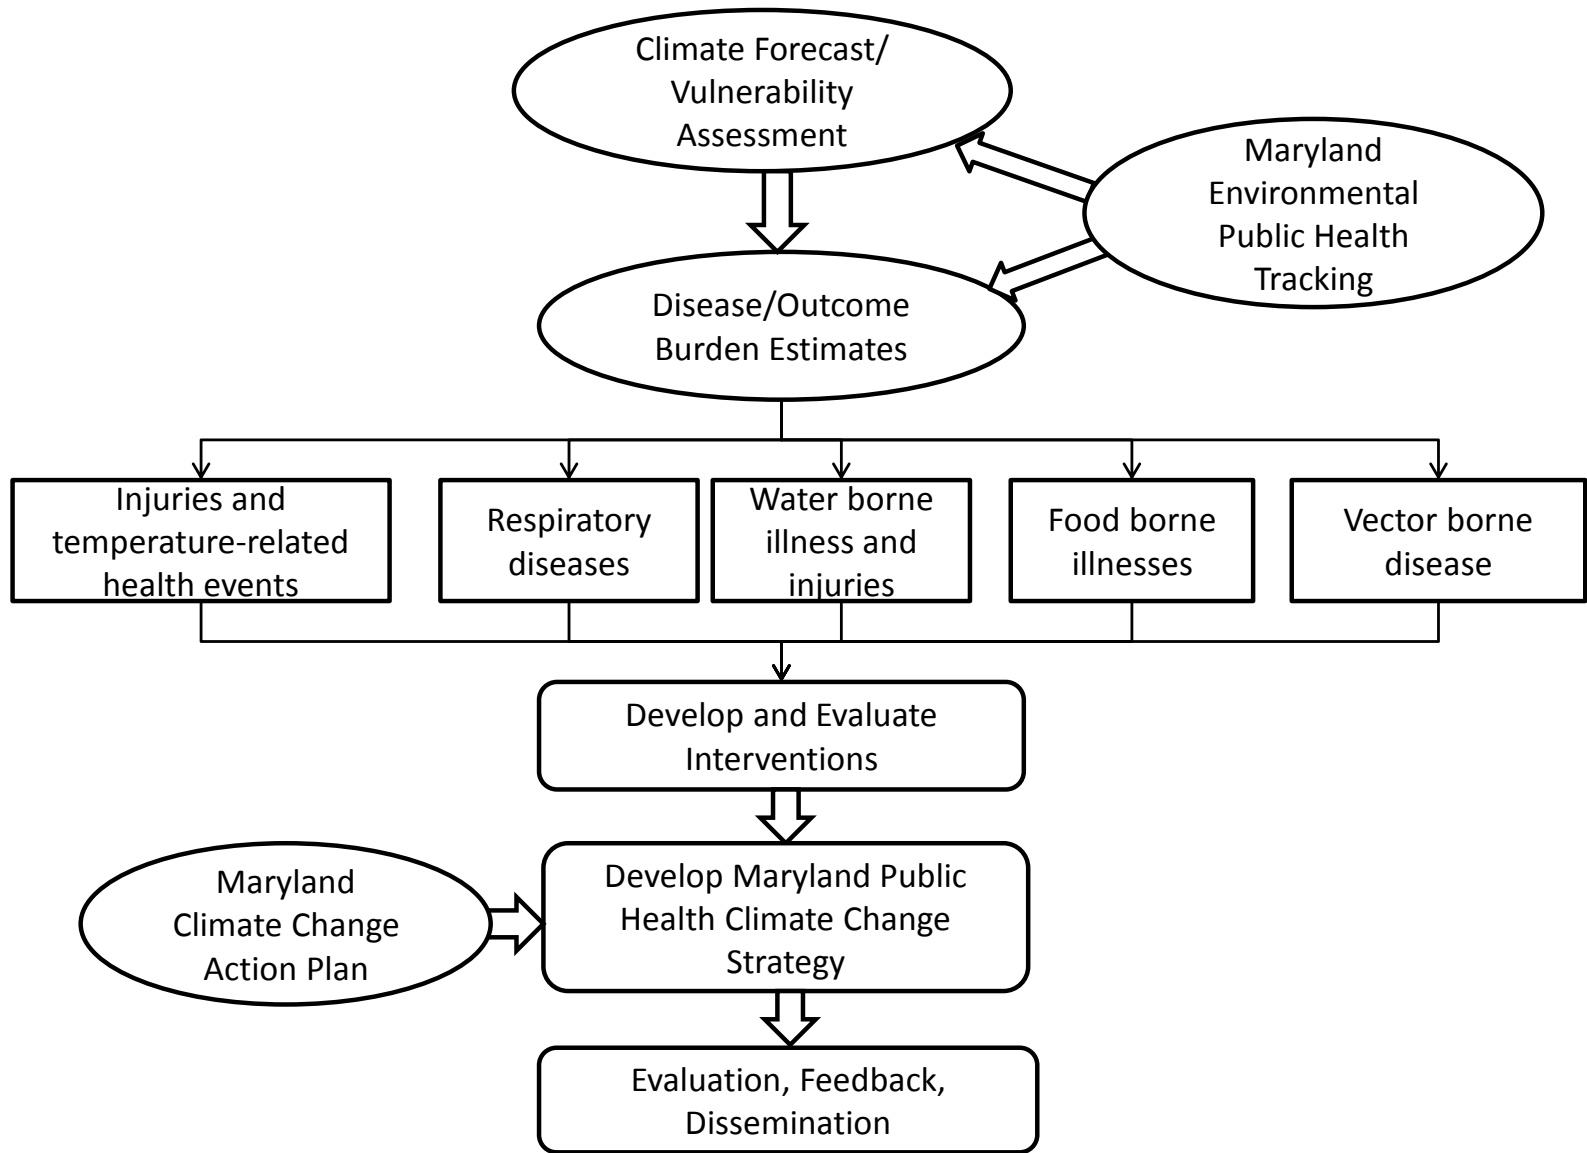 Climate Forecast/
Vulnerability
Assessment
Maryland
Environmental
Public Health
Tracking
Disease/Outcome
Burden Estimates
Injuries and
temperature-related
health events
Respiratory
diseases
Water borne
illness and
injuries
Food borne
illnesses
Vector borne
disease
Develop and Evaluate
Interventions
Maryland
Climate Change
Action Plan
Develop Maryland Public
Health Climate Change
Strategy
Evaluation, Feedback,
Dissemination